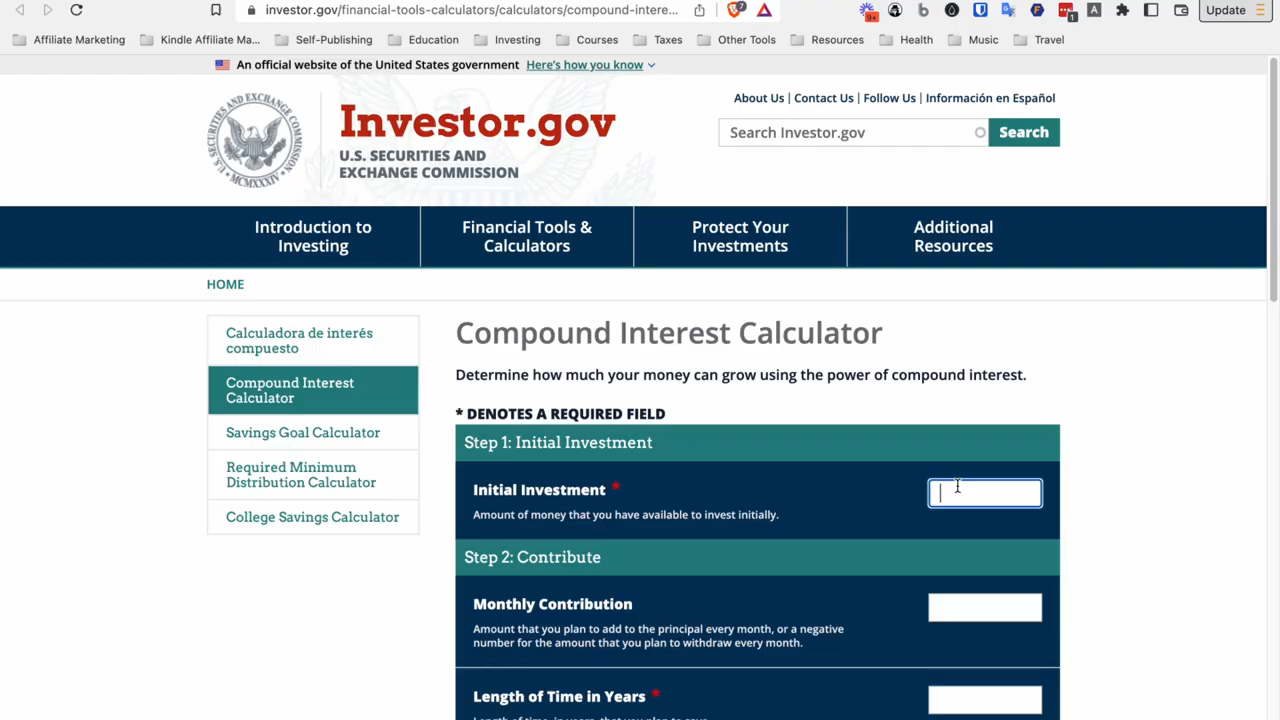 investor.gov/financial-tools-calculators/calculators/compound-intere...
7
9+
1
A
Update
Affiliate Marketing
Kindle Affiliate Ma...
Self-Publishing
Education
Investing
Courses
Taxes
Other Tools
Resources
Health
Music
Travel
An official website of the United States government Here's how you know
About Us | Contact Us | Follow Us | Información en Español
Investor.gov
U.S. SECURITIES AND
EXCHANGE COMMISSION
Search Investor.gov
Search
Introduction to
Investing
Financial Tools &
Calculators
Protect Your
Investments
Additional
Resources
HOME
Calculadora de interés
compuesto
Compound Interest
Calculator
Savings Goal Calculator
Required Minimum
Distribution Calculator
College Savings Calculator
Compound Interest Calculator
Determine how much your money can grow using the power of compound interest.
* DENOTES A REQUIRED FIELD
Step 1: Initial Investment
Initial Investment *
Amount of money that you have available to invest initially.
Step 2: Contribute
Monthly Contribution
Amount that you plan to add to the principal every month, or a negative
number for the amount that you plan to withdraw every month.
Length of Time in Years *